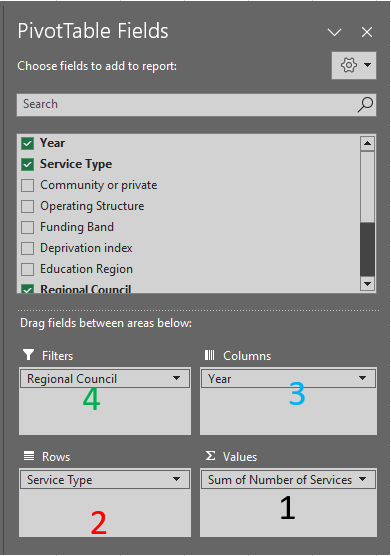 PivotTable Fields
Choose fields to add to report:
Search
Year
Service Type
Community or private
Operating Structure
Funding Band
Deprivation index
Education Region
Regional Council
Drag fields between areas below:
Filters
Columns
Regional Council
Year
4
3
Rows
Σ Values
Service Type
Sum of Number of Services
2
1